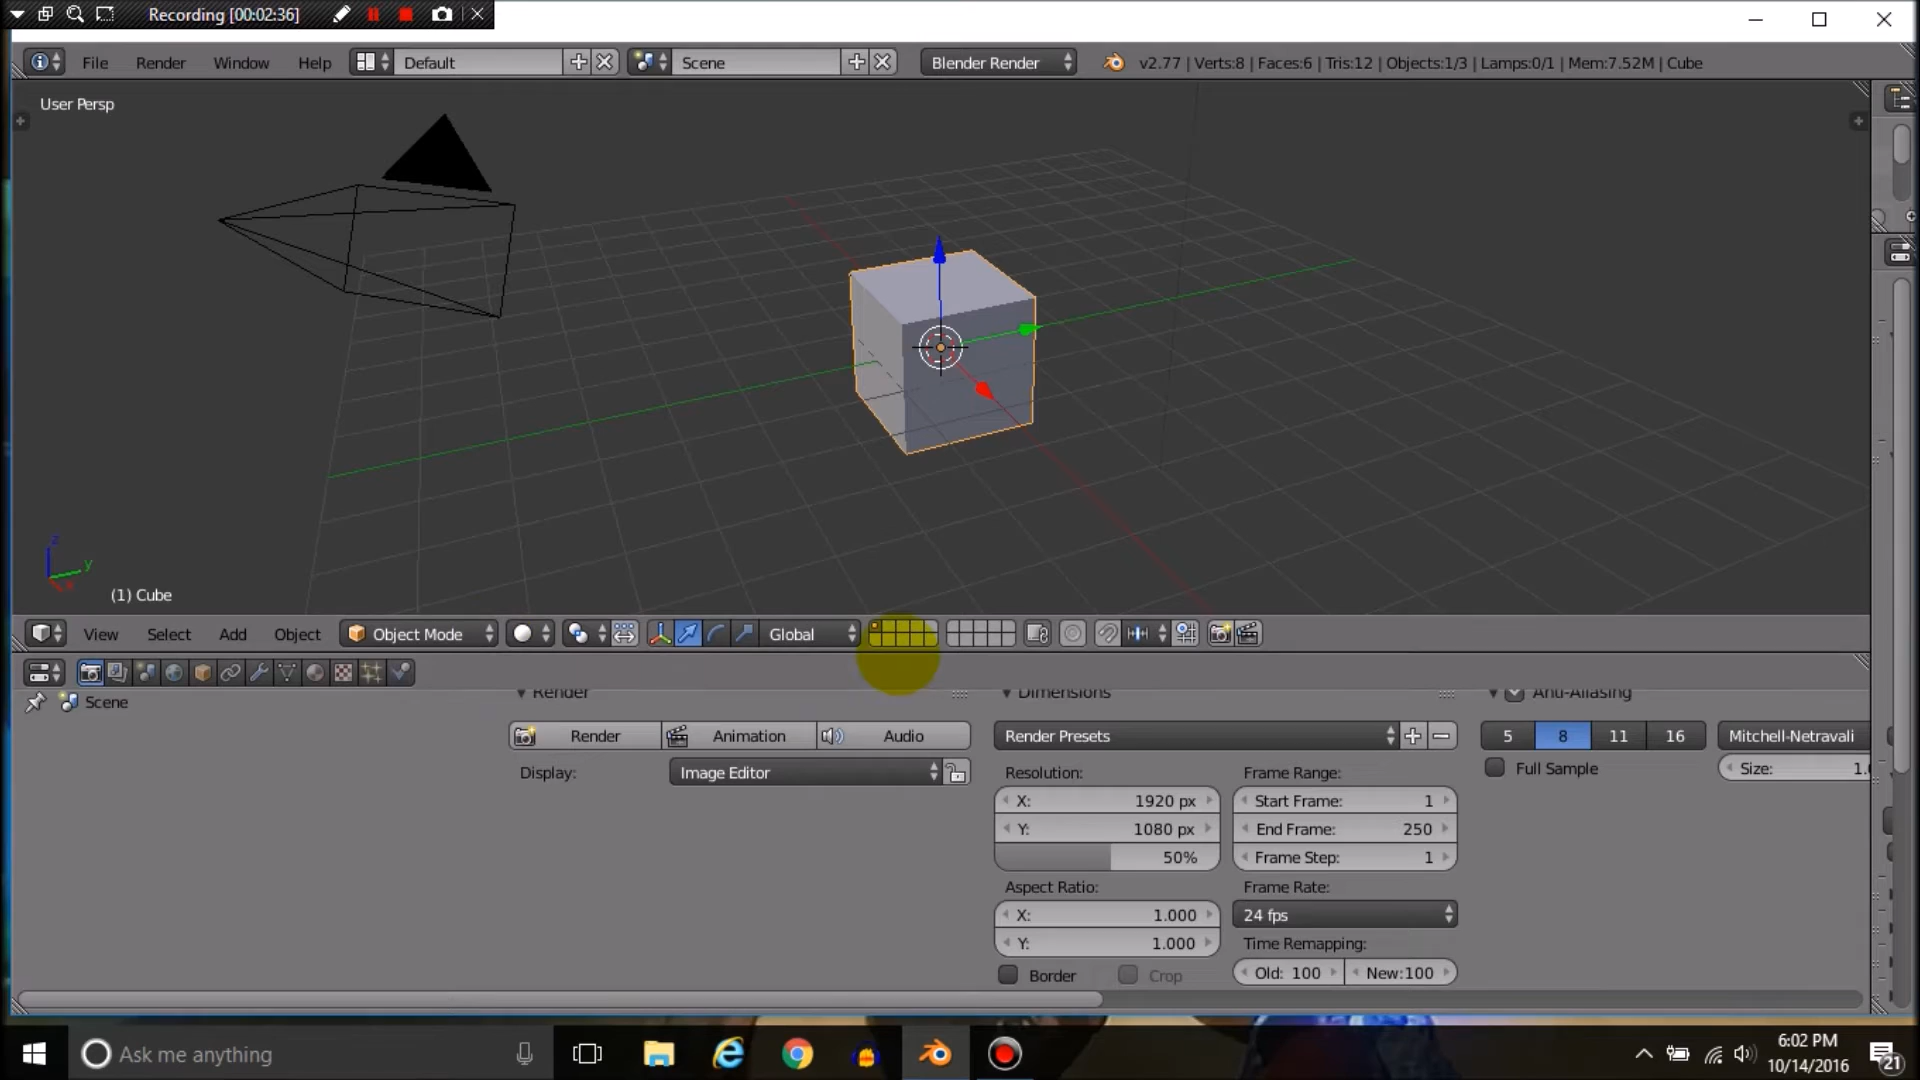 Recording [00:02:36]
File Render Window Help Default Scene Blender Render v2.77 | Verts:8 | Faces:6 | Tris:12 | Objects:1/3 | Lamps:0/1 | Mem:7.52M | Cube
User Persp
z
y
(1) Cube
View Select Add Object Object Mode Global
Scene
Render Dimensions Anti-Aliasing
Render Animation Audio Render Presets 5 8 11 16 Mitchell-Netravali
Display: Image Editor Resolution: Frame Range: Full Sample Size: 1.
X: 1920 px Start Frame: 1
Y: 1080 px End Frame: 250
50% Frame Step: 1
Aspect Ratio: Frame Rate:
X: 1.000 24 fps
Y: 1.000 Time Remapping:
Border Crop Old: 100 New:100
Ask me anything
6:02 PM
10/14/2016
21